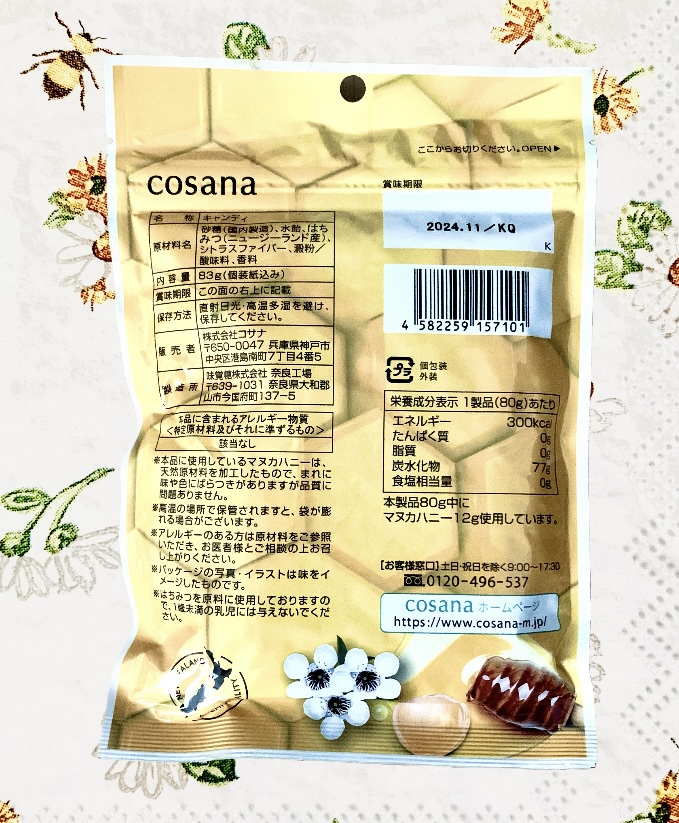 ここからお切りください。OPEN▶
cosana
賞味期限
2024.11/KQ
K
名 称 キャンディ
原材料名 砂糖(国内製造)、水飴、はち
みつ(ニュージーランド産)、
シトラスファイバー、澱粉/
酸味料、香料
内容量 83g(個装紙込み)
賞味期限 この面の右上に記載
保存方法 直射日光・高温多湿を避け、
保存してください。
販売者 株式会社コサナ
〒650-0047 兵庫県神戸市
中央区港島南町7丁目4番5
製造所 味覚糖株式会社 奈良工場
〒639-1031 奈良県大和郡
山市今国府町137-5
本品に含まれるアレルギー物質
<特定原材料及びそれに準ずるもの>
該当なし
※本品に使用しているマヌカハニーは、
天然原材料を加工したもので、まれに
味や色にばらつきがありますが品質に
問題ありません。
※高温の場所で保管されますと、袋が膨
れる場合がございます。
※アレルギーのある方は原材料をご参照
いただき、お医者様とご相談の上お召
し上がりください。
※パッケージの写真・イラストは味をイ
メージしたものです。
※はちみつを原料に使用しておりますの
で、1歳未満の乳児には与えないでくだ
さい。
4 582259 157101
プラ
個包装
外装
栄養成分表示 1製品(80g)あたり
エネルギー 300kcal
たんぱく質 0g
脂質 0g
炭水化物 77g
食塩相当量 0g
本製品80g中に
マヌカハニー12g使用しています。
【お客様窓口】土日・祝日を除く9:00〜17:30
0120-496-537
cosana ホームページ
https://www.cosana-m.jp/